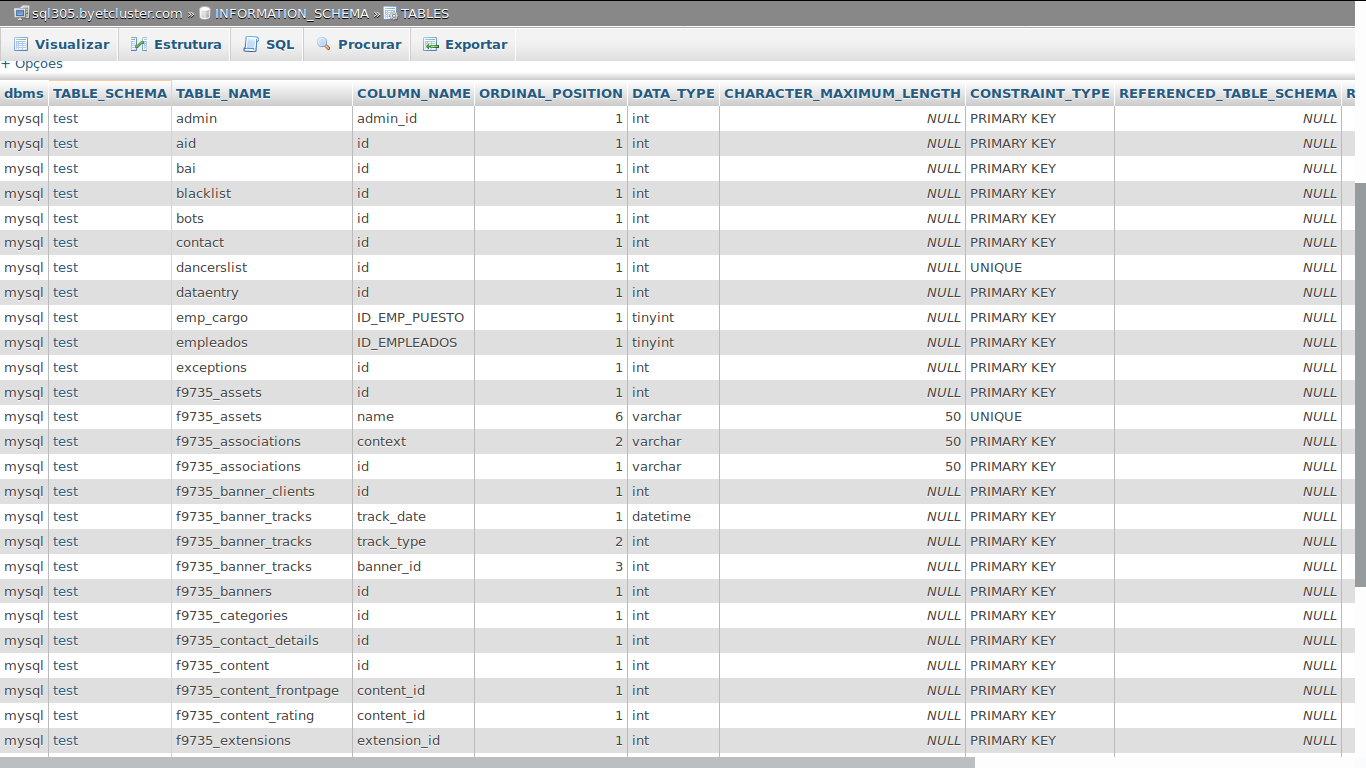 sql305.byetcluster.com » INFORMATION_SCHEMA » TABLES
Visualizar Estrutura SQL Procurar Exportar
+ Opções
dbms TABLE_SCHEMA TABLE_NAME COLUMN_NAME ORDINAL_POSITION DATA_TYPE CHARACTER_MAXIMUM_LENGTH CONSTRAINT_TYPE REFERENCED_TABLE_SCHEMA R
mysql test admin admin_id 1 int NULL PRIMARY KEY NULL
mysql test aid id 1 int NULL PRIMARY KEY NULL
mysql test bai id 1 int NULL PRIMARY KEY NULL
mysql test blacklist id 1 int NULL PRIMARY KEY NULL
mysql test bots id 1 int NULL PRIMARY KEY NULL
mysql test contact id 1 int NULL PRIMARY KEY NULL
mysql test dancerslist id 1 int NULL UNIQUE NULL
mysql test dataentry id 1 int NULL PRIMARY KEY NULL
mysql test emp_cargo ID_EMP_PUESTO 1 tinyint NULL PRIMARY KEY NULL
mysql test empleados ID_EMPLEADOS 1 tinyint NULL PRIMARY KEY NULL
mysql test exceptions id 1 int NULL PRIMARY KEY NULL
mysql test f9735_assets id 1 int NULL PRIMARY KEY NULL
mysql test f9735_assets name 6 varchar 50 UNIQUE NULL
mysql test f9735_associations context 2 varchar 50 PRIMARY KEY NULL
mysql test f9735_associations id 1 varchar 50 PRIMARY KEY NULL
mysql test f9735_banner_clients id 1 int NULL PRIMARY KEY NULL
mysql test f9735_banner_tracks track_date 1 datetime NULL PRIMARY KEY NULL
mysql test f9735_banner_tracks track_type 2 int NULL PRIMARY KEY NULL
mysql test f9735_banner_tracks banner_id 3 int NULL PRIMARY KEY NULL
mysql test f9735_banners id 1 int NULL PRIMARY KEY NULL
mysql test f9735_categories id 1 int NULL PRIMARY KEY NULL
mysql test f9735_contact_details id 1 int NULL PRIMARY KEY NULL
mysql test f9735_content id 1 int NULL PRIMARY KEY NULL
mysql test f9735_content_frontpage content_id 1 int NULL PRIMARY KEY NULL
mysql test f9735_content_rating content_id 1 int NULL PRIMARY KEY NULL
mysql test f9735_extensions extension_id 1 int NULL PRIMARY KEY NULL